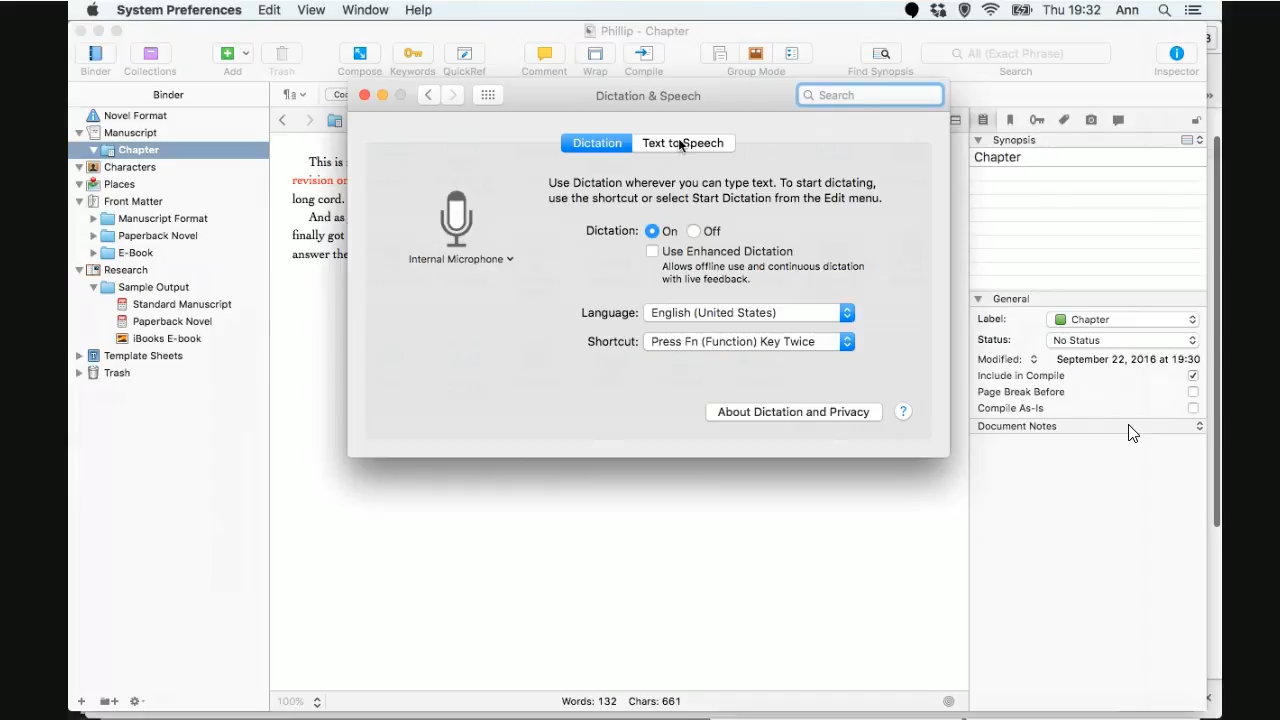 System Preferences Edit View Window Help Thu 19:32 Ann
Phillip - Chapter
Binder Collections Add Trash Compose Keywords QuickRef Comment Wrap Compile Group Mode Find Synopsis Search Inspector
All (Exact Phrase)
Binder
Novel Format
Manuscript
Chapter
Characters
Places
Front Matter
Manuscript Format
Paperback Novel
E-Book
Research
Sample Output
Standard Manuscript
Paperback Novel
iBooks E-book
Template Sheets
Trash
This is
revision or
long cord.
And as
finally got
answer the
Dictation & Speech
Search
Dictation Text to Speech
Use Dictation wherever you can type text. To start dictating,
use the shortcut or select Start Dictation from the Edit menu.
Internal Microphone
Dictation: On Off
Use Enhanced Dictation
Allows offline use and continuous dictation
with live feedback.
Language: English (United States)
Shortcut: Press Fn (Function) Key Twice
About Dictation and Privacy ?
Synopsis
Chapter
General
Label: Chapter
Status: No Status
Modified: September 22, 2016 at 19:30
Include in Compile
Page Break Before
Compile As-Is
Document Notes
100%
Words: 132 Chars: 661